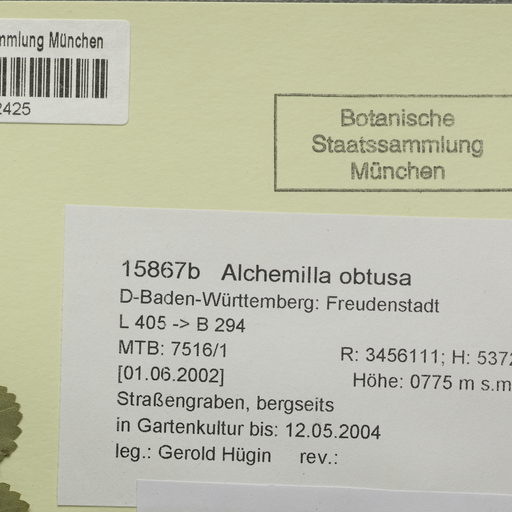 mmlung München
2425
Botanische
Staatssammlung
München
15867b Alchemilla obtusa
D-Baden-Württemberg: Freudenstadt
L 405 -> B 294
MTB: 7516/1 R: 3456111; H: 5372
[01.06.2002] Höhe: 0775 m s.m
Straßengraben, bergseits
in Gartenkultur bis: 12.05.2004
leg.: Gerold Hügin rev.: